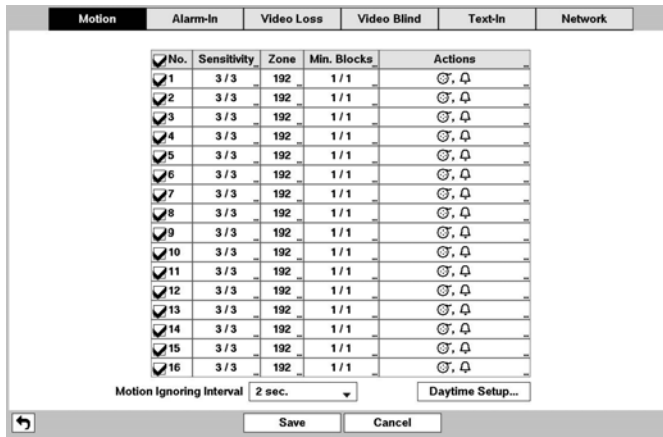 Motion Alarm-In Video Loss Video Blind Text-In Network
No. Sensitivity Zone Min. Blocks Actions
1 3 / 3 192 1 / 1
2 3 / 3 192 1 / 1
3 3 / 3 192 1 / 1
4 3 / 3 192 1 / 1
5 3 / 3 192 1 / 1
6 3 / 3 192 1 / 1
7 3 / 3 192 1 / 1
8 3 / 3 192 1 / 1
9 3 / 3 192 1 / 1
10 3 / 3 192 1 / 1
11 3 / 3 192 1 / 1
12 3 / 3 192 1 / 1
13 3 / 3 192 1 / 1
14 3 / 3 192 1 / 1
15 3 / 3 192 1 / 1
16 3 / 3 192 1 / 1
Motion Ignoring Interval 2 sec. Daytime Setup...
Save Cancel